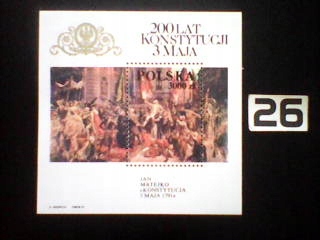 200 LAT
KONSTYTUCJI
3 MAJA
POLSKA
3000 zł
26
JAN
MATEJKO
«KONSTYTUCJA
3 MAJA 1791»